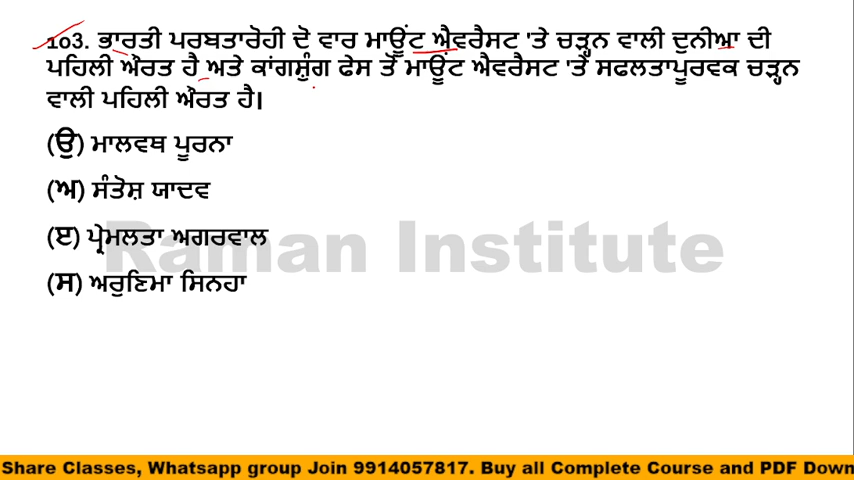 103. ਭਾਰਤੀ ਪਰਬਤਾਰੋਹੀ ਦੋ ਵਾਰ ਮਾਊਂਟ ਐਵਰੈਸਟ 'ਤੇ ਚੜ੍ਹਨ ਵਾਲੀ ਦੁਨੀਆ ਦੀ
ਪਹਿਲੀ ਔਰਤ ਹੈ ਅਤੇ ਕਾਂਗਸ਼ੁੰਗ ਫੇਸ ਤੋਂ ਮਾਊਂਟ ਐਵਰੈਸਟ 'ਤੇ ਸਫਲਤਾਪੂਰਵਕ ਚੜ੍ਹਨ
ਵਾਲੀ ਪਹਿਲੀ ਔਰਤ ਹੈ।
(ਉ) ਮਾਲਵਥ ਪੂਰਨਾ
(ਅ) ਸੰਤੋਸ਼ ਯਾਦਵ
(ੲ) ਪ੍ਰੇਮਲਤਾ ਅਗਰਵਾਲ
Raman Institute
(ਸ) ਅਰੁਣਿਮਾ ਸਿਨਹਾ
Share Classes, Whatsapp group Join 9914057817. Buy all Complete Course and PDF Down